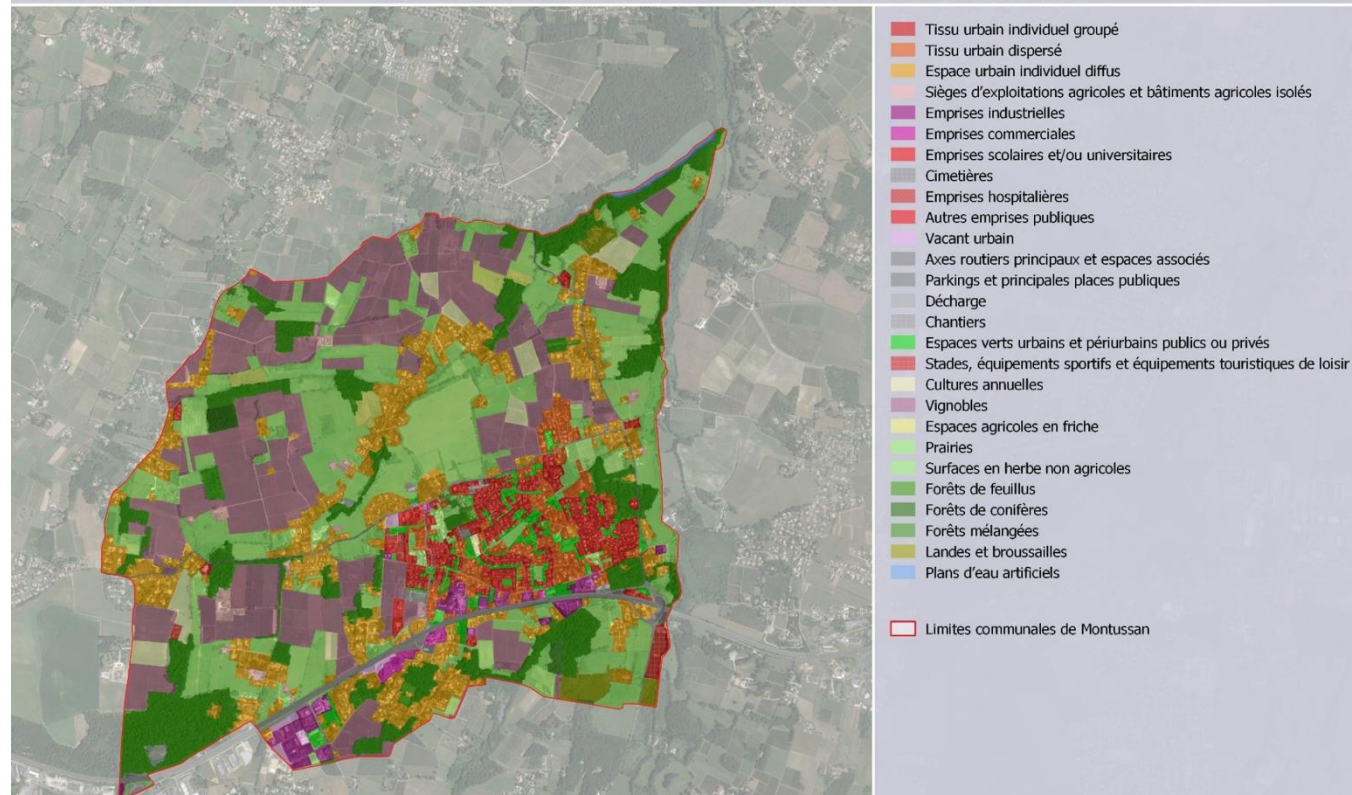 Tissu urbain individuel groupé
Tissu urbain dispersé
Espace urbain individuel diffus
Sièges d'exploitations agricoles et bâtiments agricoles isolés
Emprises industrielles
Emprises commerciales
Emprises scolaires et/ou universitaires
Cimetières
Emprises hospitalières
Autres emprises publiques
Vacant urbain
Axes routiers principaux et espaces associés
Parkings et principales places publiques
Décharge
Chantiers
Espaces verts urbains et périurbains publics ou privés
Stades, équipements sportifs et équipements touristiques de loisir
Cultures annuelles
Vignobles
Espaces agricoles en friche
Prairies
Surfaces en herbe non agricoles
Forêts de feuillus
Forêts de conifères
Forêts mélangées
Landes et broussailles
Plans d'eau artificiels
Limites communales de Montussan